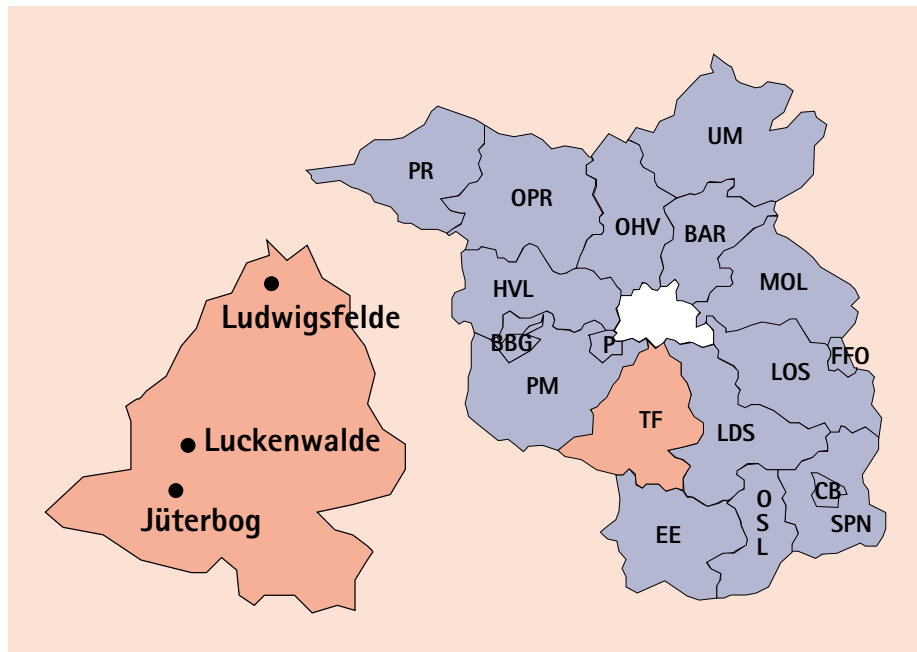 UM
PR
OPR
OHV
BAR
MOL
HVL
BBG
P
FFO
LOS
PM
TF
LDS
CB
O
S
L
SPN
EE
Ludwigsfelde
Luckenwalde
Jüterbog